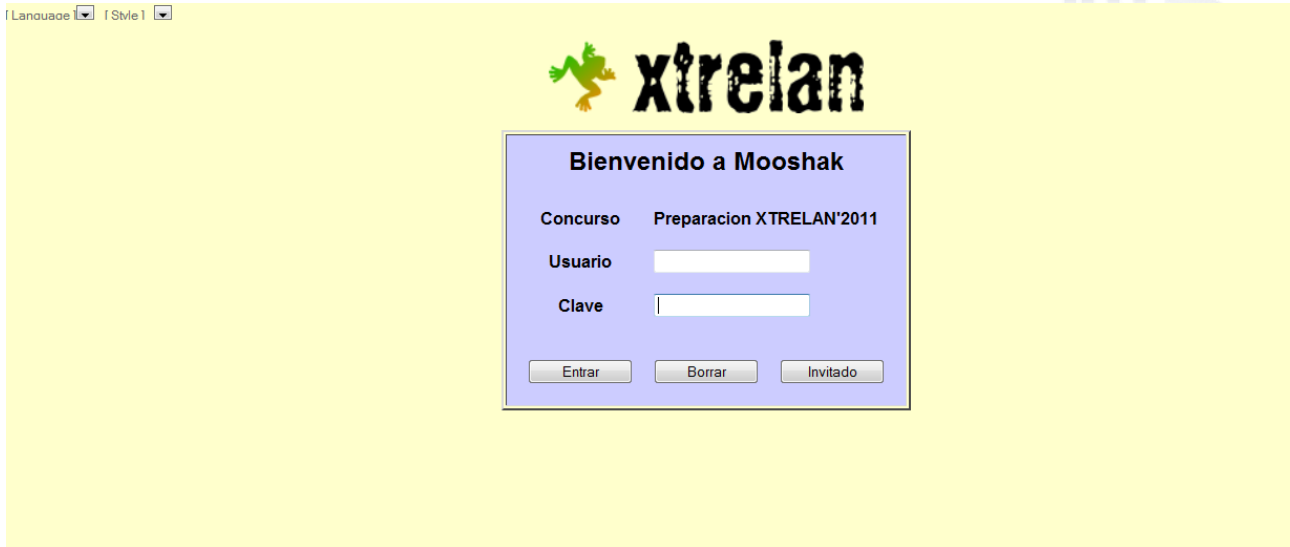 [ Language ] [ Style ]
xtrelan
Bienvenido a Mooshak
Concurso Preparacion XTRELAN'2011
Usuario
Clave
Entrar Borrar Invitado